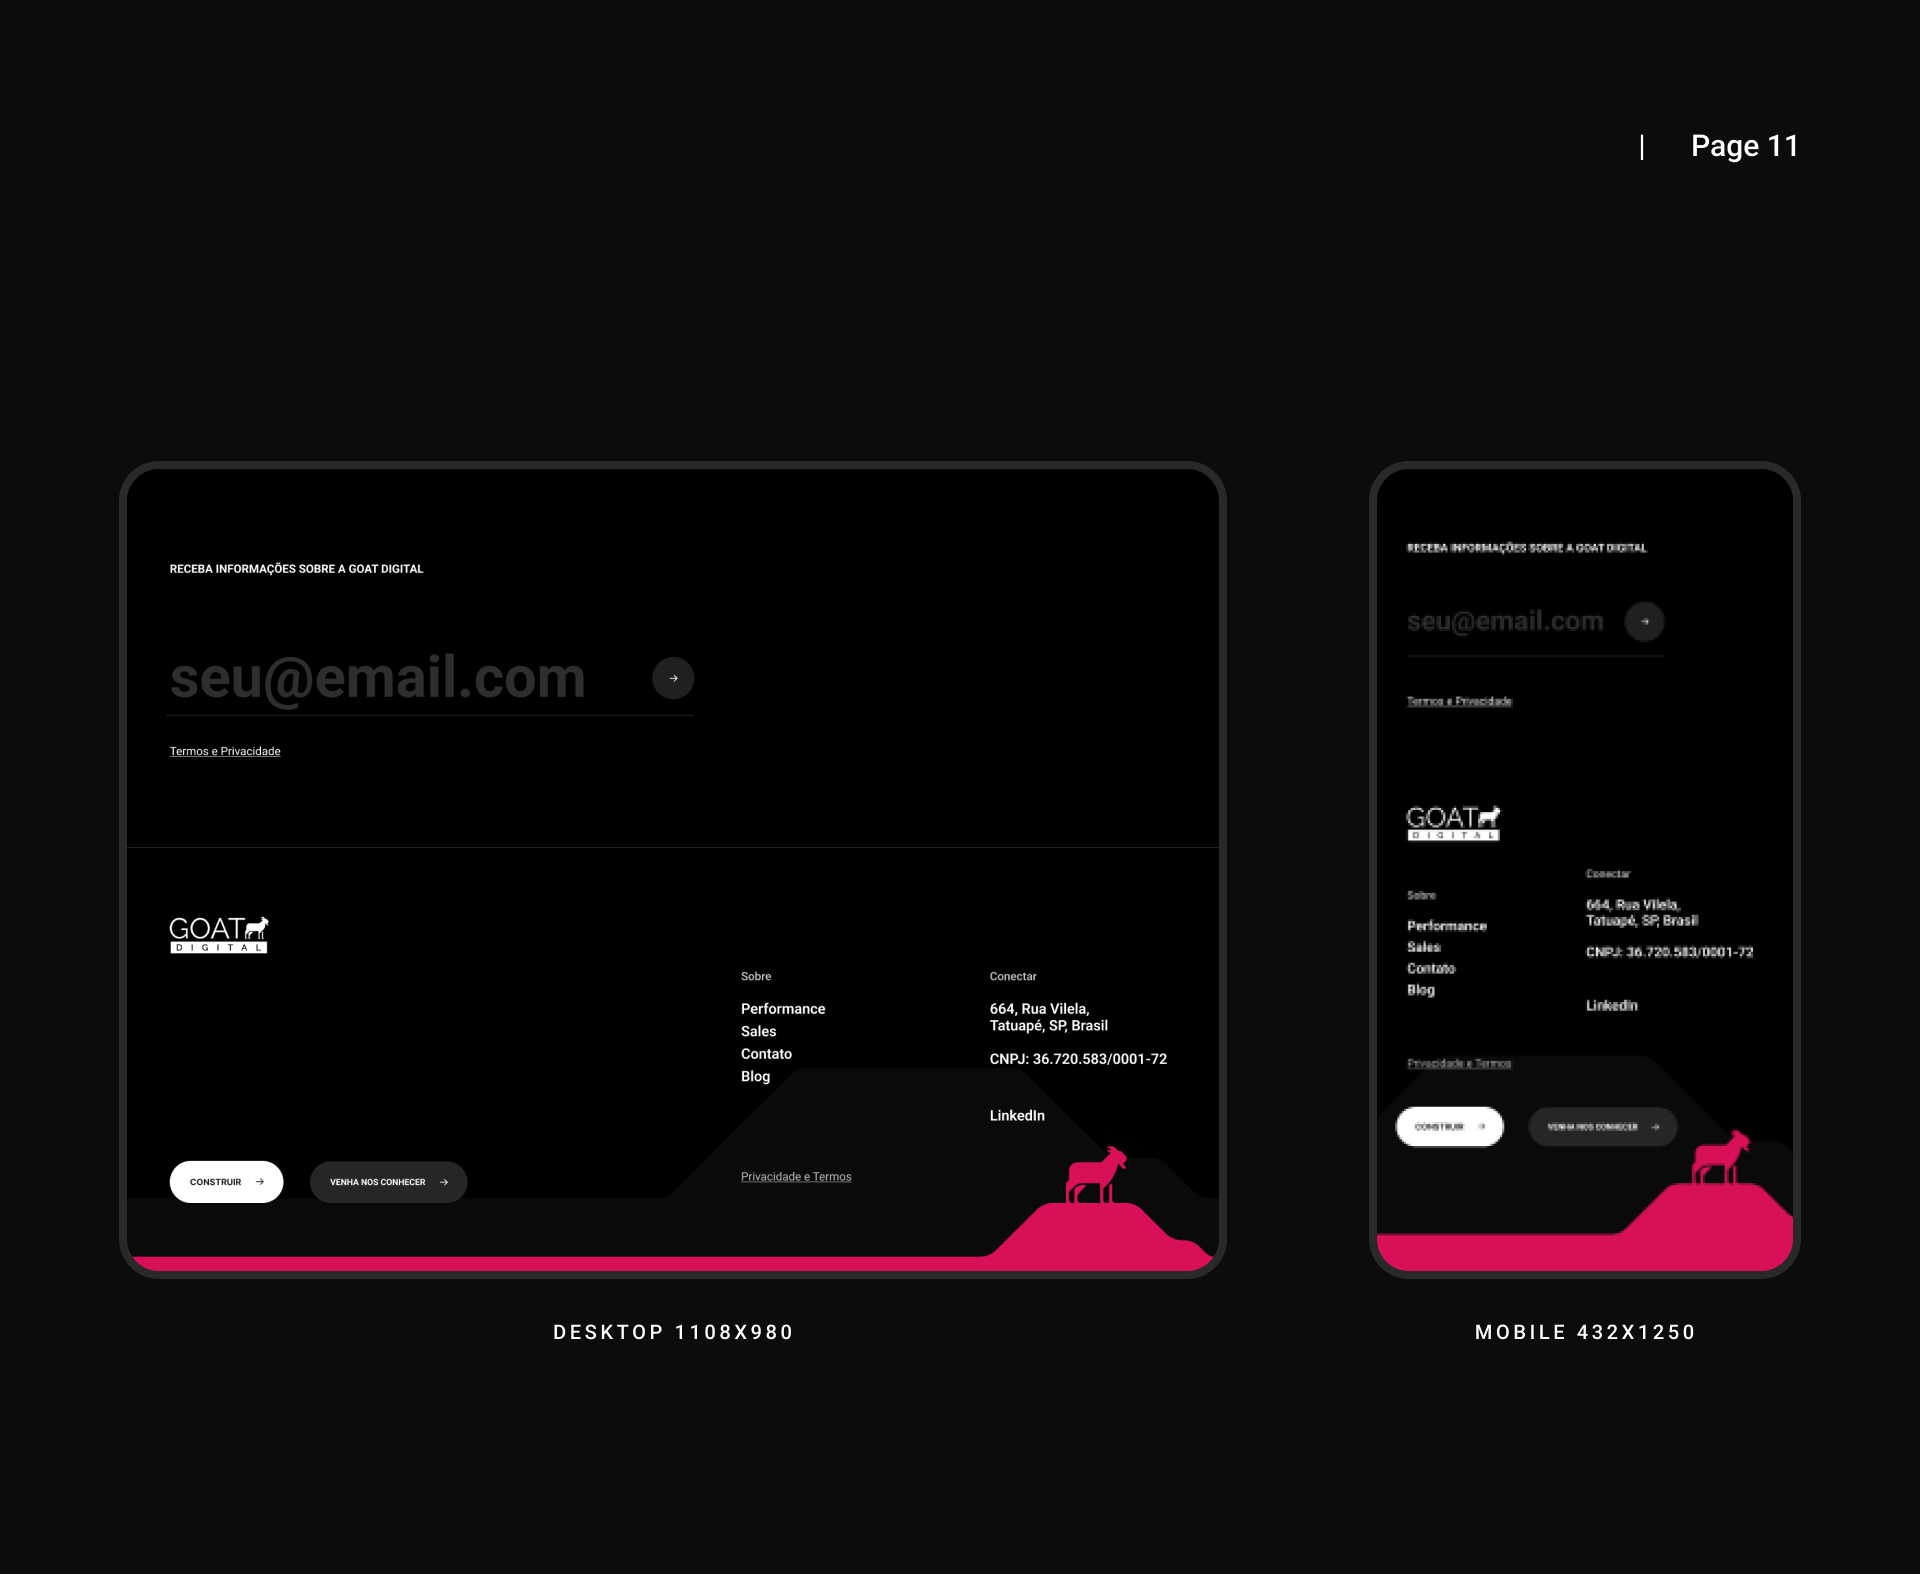 | Page 11
RECEBA INFORMAÇÕES SOBRE A GOAT DIGITAL
seu@email.com
Termos e Privacidade
GOAT
DIGITAL
Sobre
Performance
Sales
Contato
Blog
Conectar
664, Rua Vilela,
Tatuapé, SP, Brasil
CNPJ: 36.720.583/0001-72
LinkedIn
CONSTRUIR
VENHA NOS CONHECER
Privacidade e Termos
DESKTOP 1108X980
RECEBA INFORMAÇÕES SOBRE A GOAT DIGITAL
seu@email.com
Termos e Privacidade
GOAT
DIGITAL
Sobre
Performance
Sales
Contato
Blog
Conectar
664, Rua Vilela,
Tatuapé, SP, Brasil
CNPJ: 36.720.583/0001-72
LinkedIn
Privacidade e Termos
CONSTRUIR
VENHA NOS CONHECER
MOBILE 432X1250